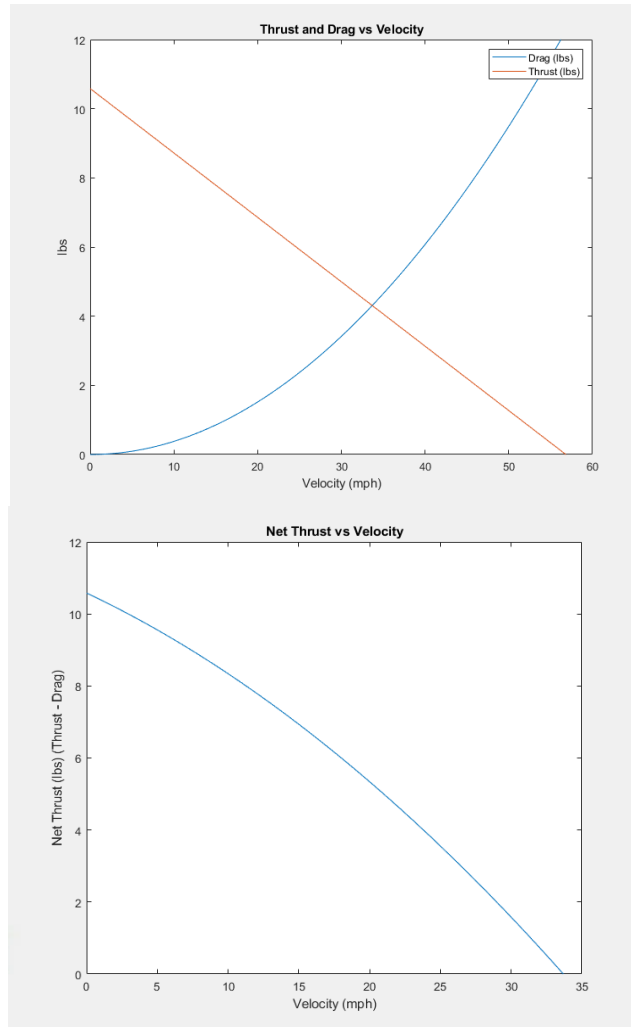 Thrust and Drag vs Velocity
12
10
8
6
4
2
0
lbs
Drag (lbs)
Thrust (lbs)
0 10 20 30 40 50 60
Velocity (mph)
Net Thrust vs Velocity
12
10
8
6
4
2
0
Net Thrust (lbs) (Thrust - Drag)
0 5 10 15 20 25 30 35
Velocity (mph)